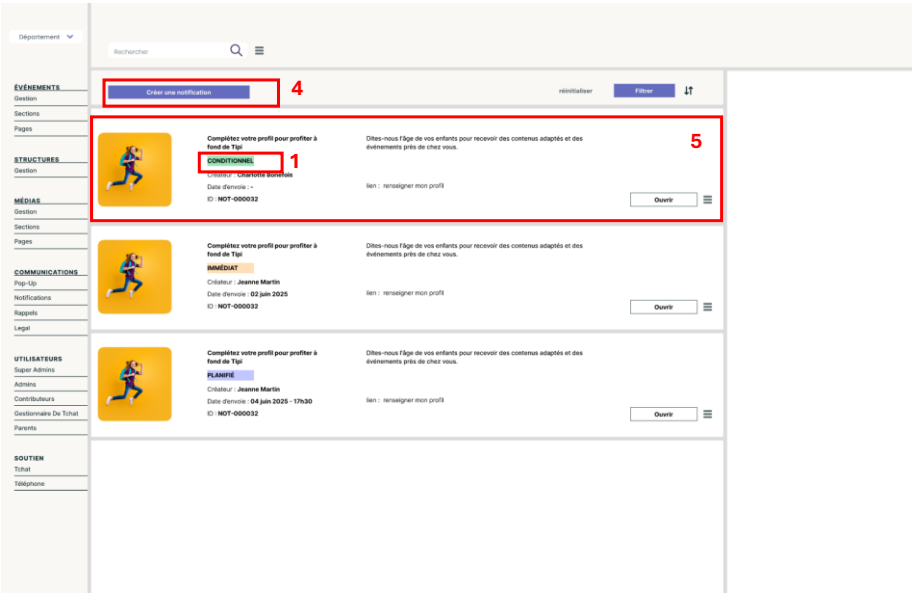 Département
Rechercher
ÉVÉNEMENTS
Gestion
Sections
Pages
STRUCTURES
Gestion
MÉDIAS
Gestion
Sections
Pages
COMMUNICATIONS
Pop-Up
Notifications
Rappels
Legal
UTILISATEURS
Super Admins
Admins
Contributeurs
Gestionnaire De Tchat
Parents
SOUTIEN
Tchat
Téléphone
Créer une notification
4
réinitialiser
Filtrer
Complétez votre profil pour profiter à
fond de Tipi
CONDITIONNEL
1
Créateur : Charlotte Bonefois
Date d'envoie : -
ID : NOT-000032
Dites-nous l'âge de vos enfants pour recevoir des contenus adaptés et des
événements près de chez vous.
lien : renseigner mon profil
5
Ouvrir
Complétez votre profil pour profiter à
fond de Tipi
IMMÉDIAT
Créateur : Jeanne Martin
Date d'envoie : 02 juin 2025
ID : NOT-000032
Dites-nous l'âge de vos enfants pour recevoir des contenus adaptés et des
événements près de chez vous.
lien : renseigner mon profil
Ouvrir
Complétez votre profil pour profiter à
fond de Tipi
PLANIFIÉ
Créateur : Jeanne Martin
Date d'envoie : 04 juin 2025 - 17h30
ID : NOT-000032
Dites-nous l'âge de vos enfants pour recevoir des contenus adaptés et des
événements près de chez vous.
lien : renseigner mon profil
Ouvrir